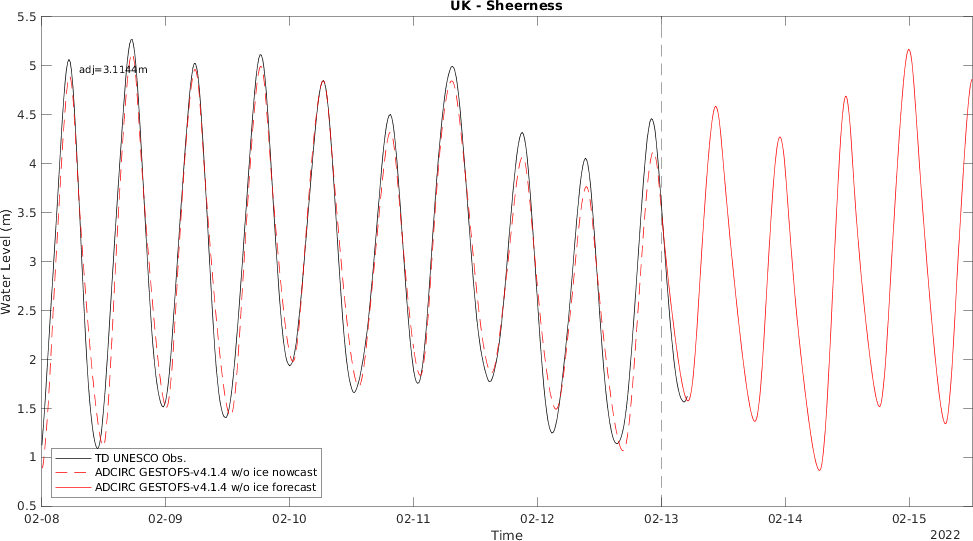 UK - Sheerness
5.5
5
4.5
4
3.5
3
2.5
2
1.5
1
0.5
Water Level (m)
adj=3.1144m
TD UNESCO Obs.
ADCIRC GESTOFS-v4.1.4 w/o ice nowcast
ADCIRC GESTOFS-v4.1.4 w/o ice forecast
02-08 02-09 02-10 02-11 02-12 02-13 02-14 02-15
Time
2022